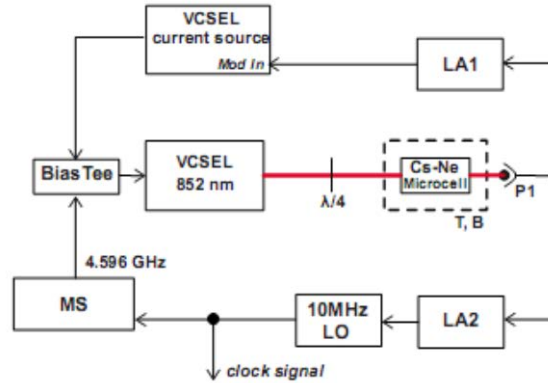 VCSEL
current source
Mod In
LA1
Bias Tee
VCSEL
852 nm
λ/4
Cs-Ne
Microcell
P1
T, B
4.596 GHz
MS
10MHz
LO
LA2
clock signal